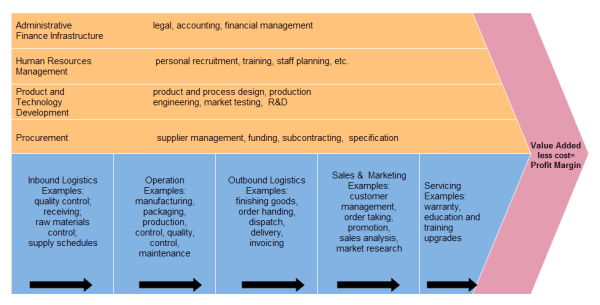 Administrative
Finance Infrastructure
legal, accounting, financial management
Human Resources
Management
personal recruitment, training, staff planning, etc.
Product and
Technology
Development
product and process design, production
engineering, market testing, R&D
Procurement
supplier management, funding, subcontracting, specification
Value Added
less cost=
Profit Margin
Inbound Logistics
Examples:
quality control;
receiving;
raw materials
control;
supply schedules
Operation
Examples:
manufacturing,
packaging,
production,
control, quality,
control,
maintenance
Outbound Logistics
Examples:
finishing goods,
order handing,
dispatch,
delivery,
invoicing
Sales & Marketing
Examples:
customer
management,
order taking,
promotion,
sales analysis,
market research
Servicing
Examples:
warranty,
education and
training
upgrades